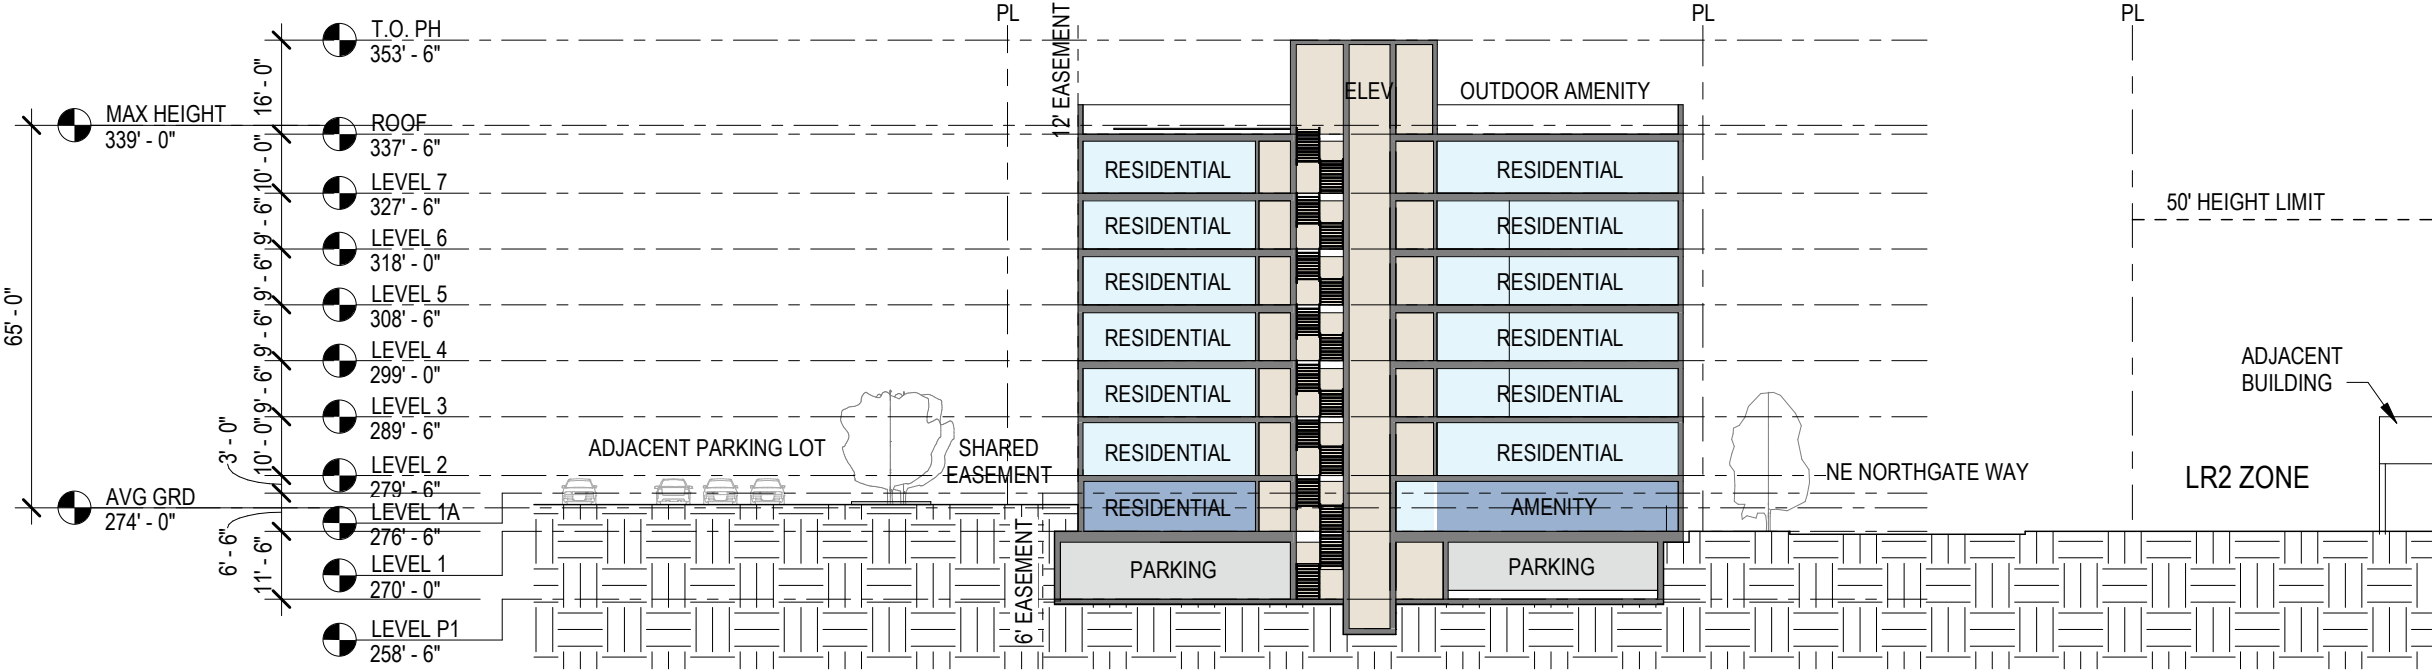 PL
PL
PL
T.O. PH
353' - 6"
12' EASEMENT
16' - 0"
ELEV
OUTDOOR AMENITY
MAX HEIGHT
339' - 0"
ROOF
337' - 6"
10' - 0"
RESIDENTIAL
RESIDENTIAL
LEVEL 7
327' - 6"
9' - 6"
RESIDENTIAL
RESIDENTIAL
50' HEIGHT LIMIT
LEVEL 6
318' - 0"
9' - 6"
RESIDENTIAL
RESIDENTIAL
LEVEL 5
308' - 6"
9' - 6"
65' - 0"
RESIDENTIAL
RESIDENTIAL
LEVEL 4
299' - 0"
9' - 6"
RESIDENTIAL
RESIDENTIAL
ADJACENT
BUILDING
LEVEL 3
289' - 6"
10' - 0"
3' - 0"
ADJACENT PARKING LOT
SHARED
EASEMENT
RESIDENTIAL
RESIDENTIAL
NE NORTHGATE WAY
LR2 ZONE
LEVEL 2
279' - 6"
AVG GRD
274' - 0"
RESIDENTIAL
AMENITY
LEVEL 1A
276' - 6"
6' - 6"
11' - 6"
6' EASEMENT
PARKING
PARKING
LEVEL 1
270' - 0"
LEVEL P1
258' - 6"